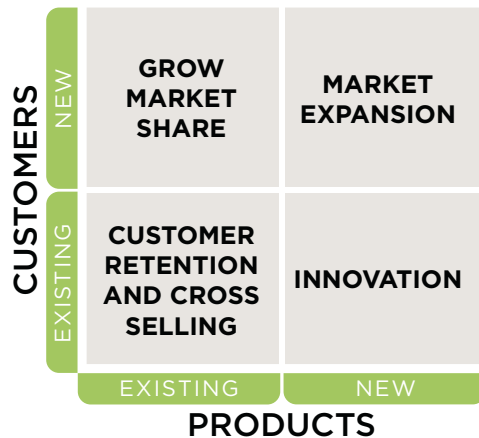 CUSTOMERS
NEW
GROW
MARKET
SHARE
MARKET
EXPANSION
EXISTING
CUSTOMER
RETENTION
AND CROSS
SELLING
INNOVATION
EXISTING
NEW
PRODUCTS